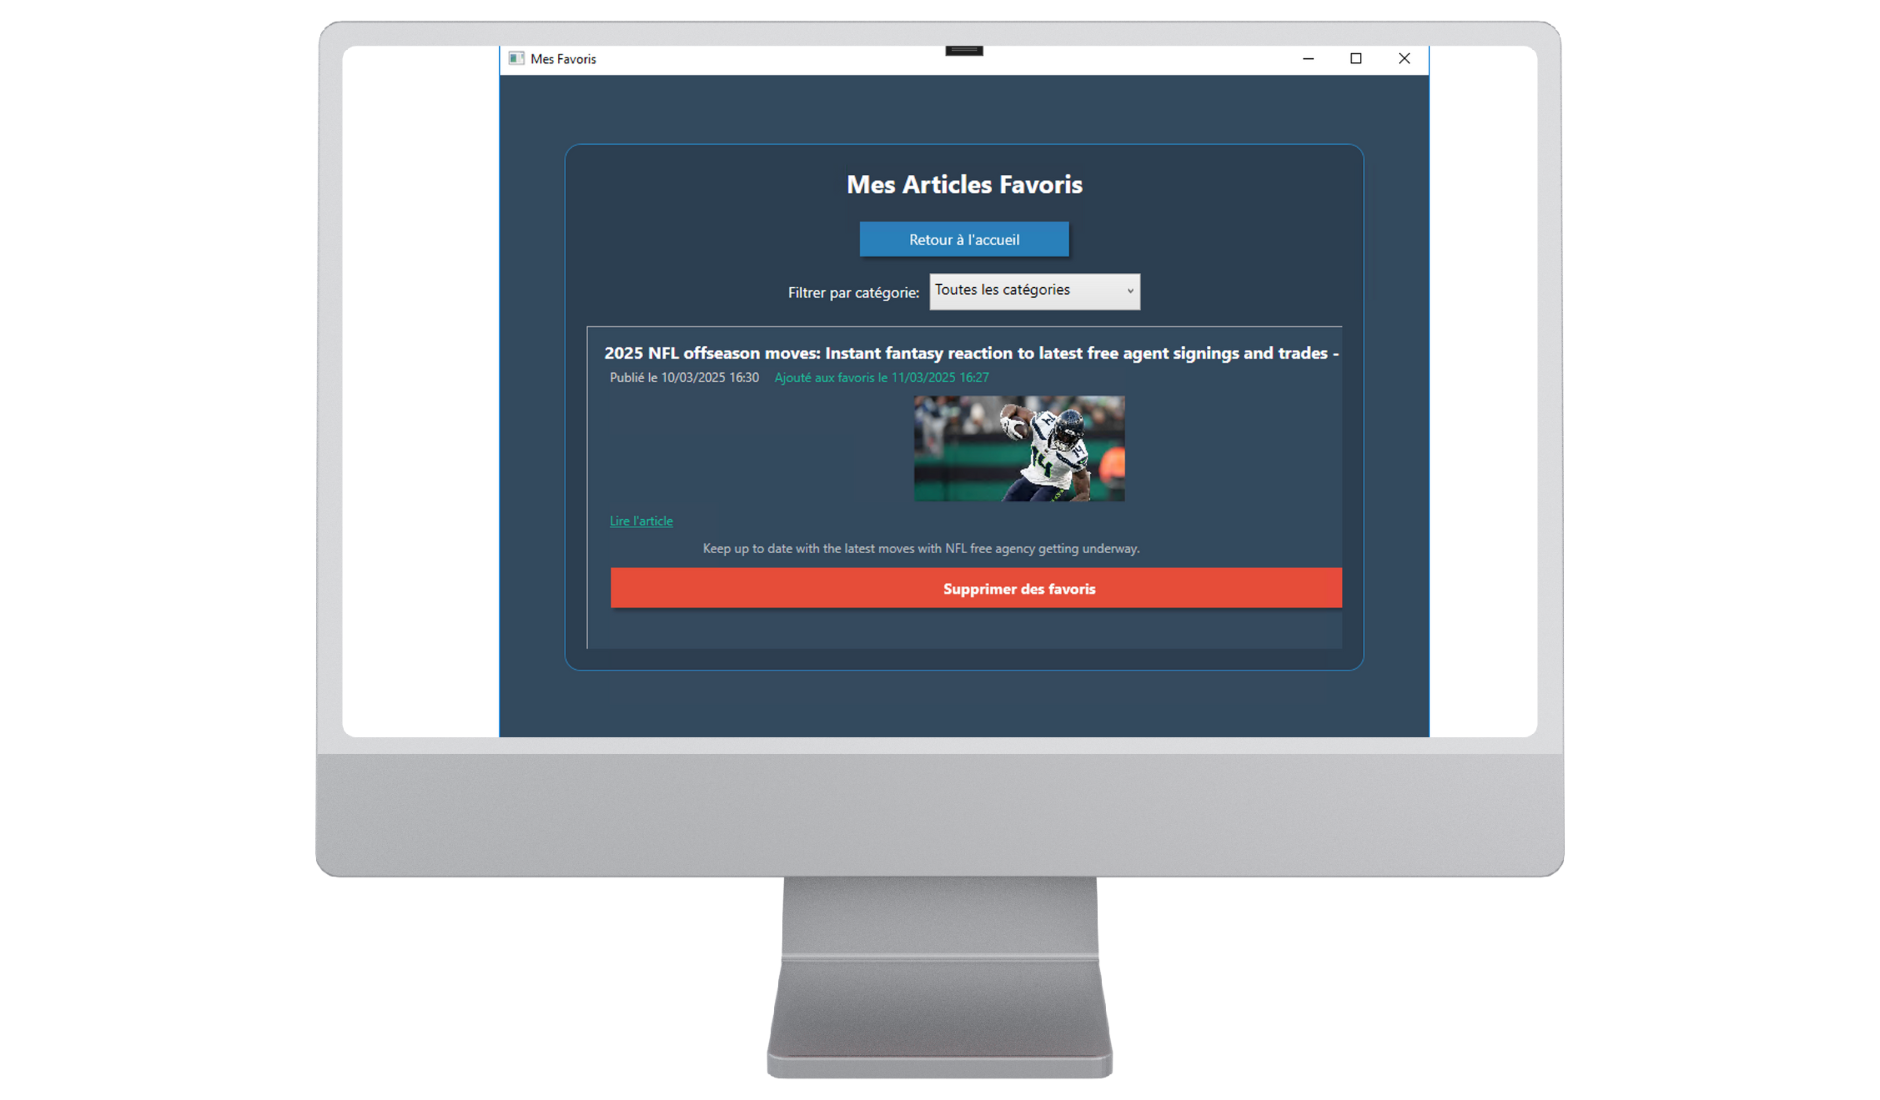 Mes Favoris
Mes Articles Favoris
Retour à l'accueil
Filtrer par catégorie:
Toutes les catégories
2025 NFL offseason moves: Instant fantasy reaction to latest free agent signings and trades -
Publié le 10/03/2025 16:30
Ajouté aux favoris le 11/03/2025 16:27
14
14
Lire l'article
Keep up to date with the latest moves with NFL free agency getting underway.
Supprimer des favoris